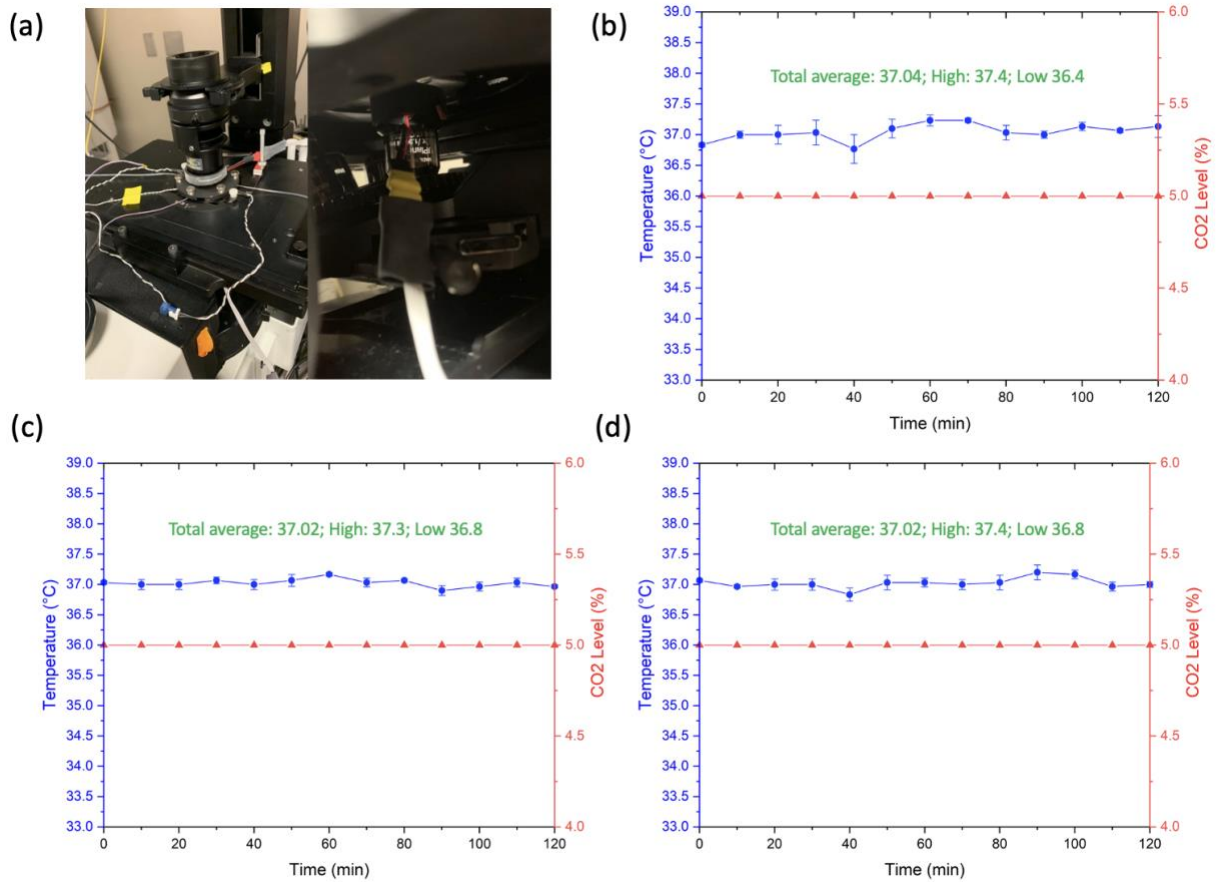 (a)
(b)
39.0
38.5
38.0
37.5
37.0
36.5
36.0
35.5
35.0
34.5
34.0
33.5
33.0
Temperature (°C)
Total average: 37.04; High: 37.4; Low 36.4
6.0
5.5
5.0
4.5
4.0
CO2 Level (%)
0 20 40 60 80 100 120
Time (min)
(c)
39.0
38.5
38.0
37.5
37.0
36.5
36.0
35.5
35.0
34.5
34.0
33.5
33.0
Temperature (°C)
Total average: 37.02; High: 37.3; Low 36.8
6.0
5.5
5.0
4.5
4.0
CO2 Level (%)
0 20 40 60 80 100 120
Time (min)
(d)
39.0
38.5
38.0
37.5
37.0
36.5
36.0
35.5
35.0
34.5
34.0
33.5
33.0
Temperature (°C)
Total average: 37.02; High: 37.4; Low 36.8
6.0
5.5
5.0
4.5
4.0
CO2 Level (%)
0 20 40 60 80 100 120
Time (min)